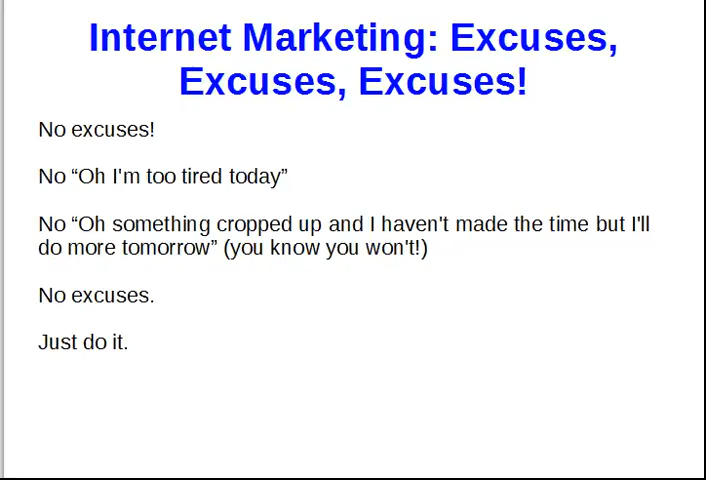 Internet Marketing: Excuses,
Excuses, Excuses!
No excuses!
No “Oh I'm too tired today”
No “Oh something cropped up and I haven't made the time but I'll
do more tomorrow” (you know you won't!)
No excuses.
Just do it.